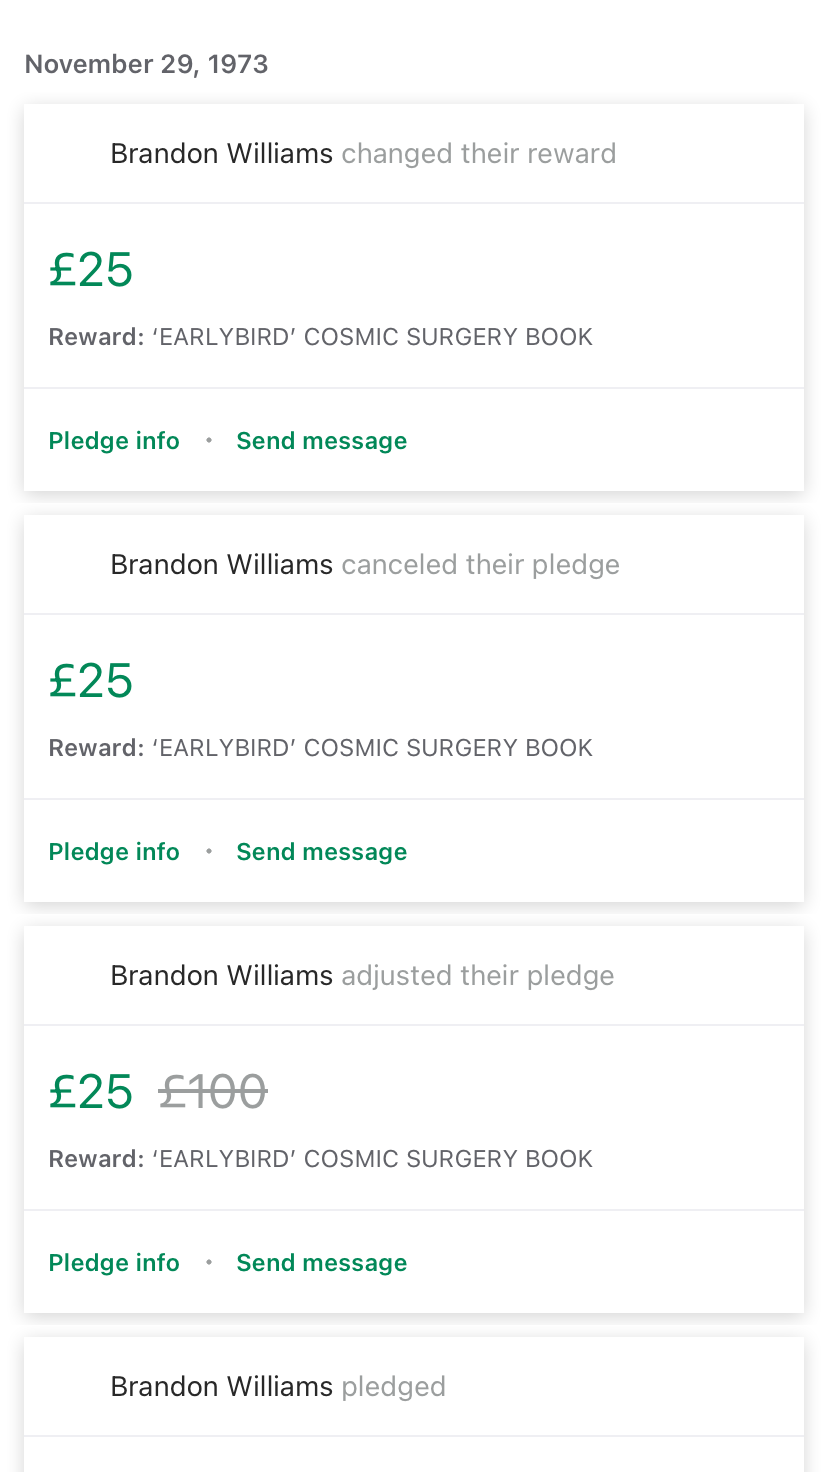 November 29, 1973
Brandon Williams changed their reward
£25
Reward: ‘EARLYBIRD’ COSMIC SURGERY BOOK
Pledge info • Send message
Brandon Williams canceled their pledge
£25
Reward: ‘EARLYBIRD’ COSMIC SURGERY BOOK
Pledge info • Send message
Brandon Williams adjusted their pledge
£25 £100
Reward: ‘EARLYBIRD’ COSMIC SURGERY BOOK
Pledge info • Send message
Brandon Williams pledged